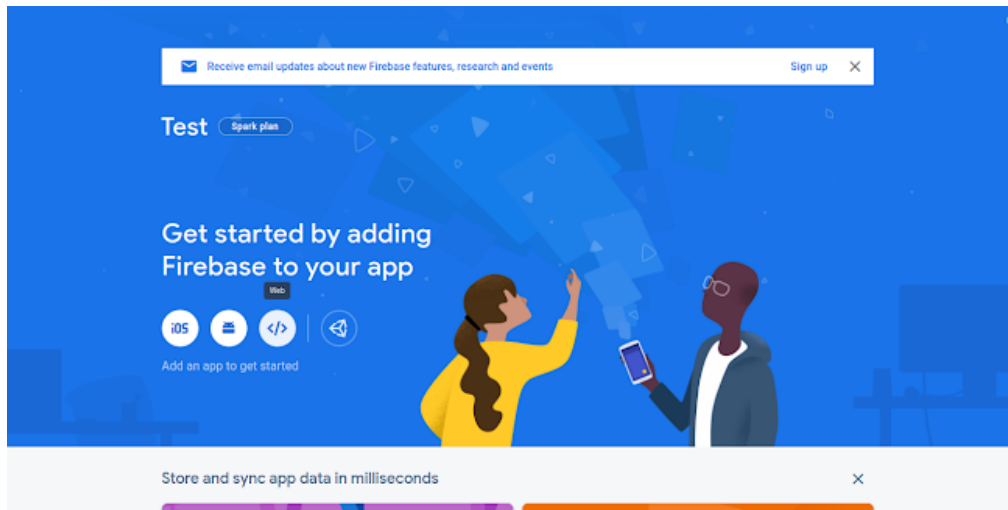 Receive email updates about new Firebase features, research and events Sign up
Test Spark plan
Get started by adding
Firebase to your app
Web
iOS </>
Add an app to get started
Store and sync app data in milliseconds